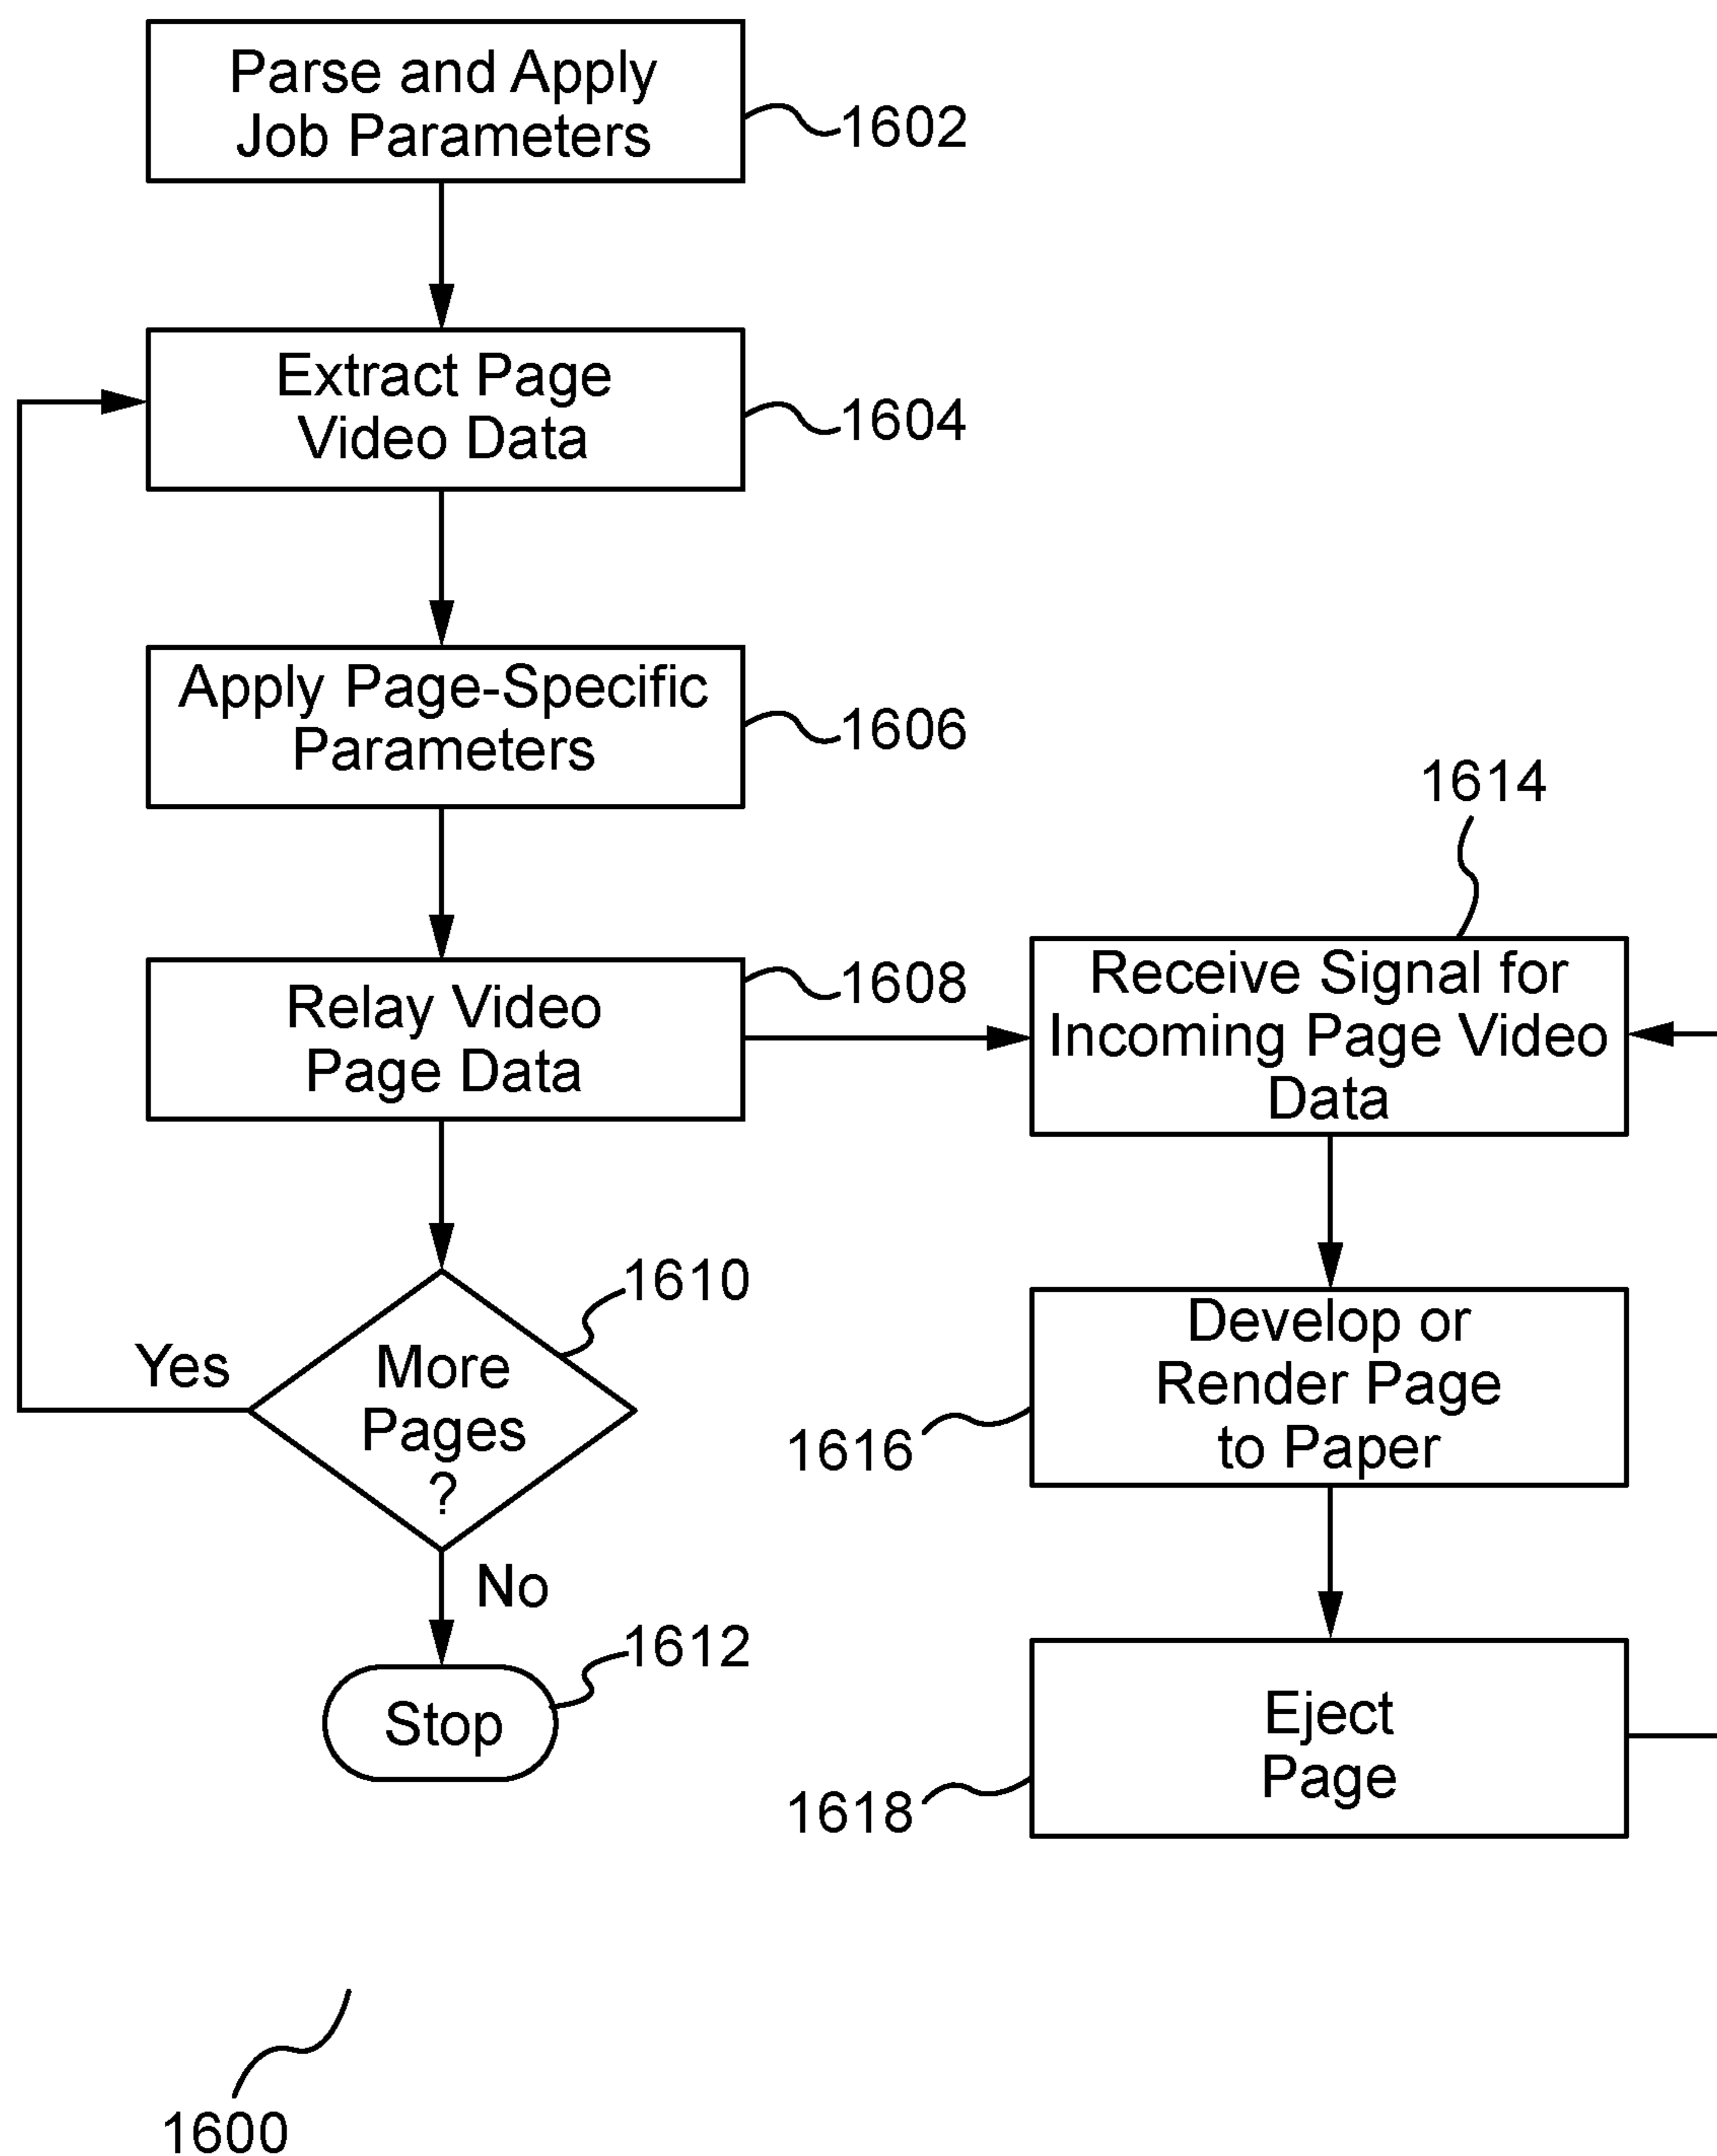 Parse and Apply
Job Parameters
1602
Extract Page
Video Data
1604
Apply Page-Specific
Parameters
1606
Relay Video
Page Data
1608
More
Pages
?
1610
Yes
No
Stop
1612
1614
Receive Signal for
Incoming Page Video
Data
Develop or
Render Page
to Paper
1616
Eject
Page
1618
1600